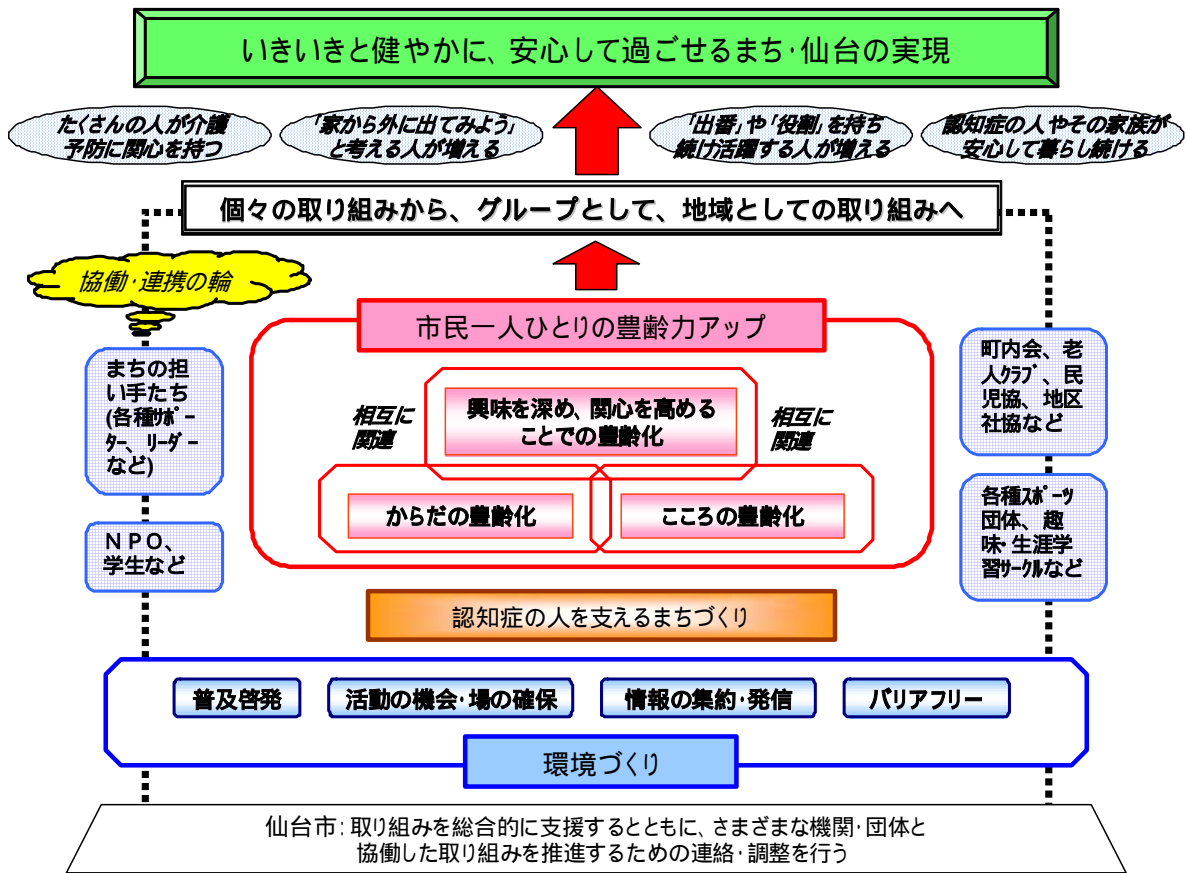 いきいきと健やかに、安心して過ごせるまち・仙台の実現
たくさんの人が介護
予防に関心を持つ
「家から外に出てみよう」
と考える人が増える
「出番」や「役割」を持ち
続け活躍する人が増える
認知症の人やその家族が
安心して暮らし続ける
個々の取り組みから、グループとして、地域としての取り組みへ
協働・連携の輪
市民一人ひとりの豊齢力アップ
まちの担
い手たち
(各種ｻﾎﾟｰ
ﾀｰ、ﾘｰﾀﾞｰ
など)
ＮＰＯ、
学生など
相互に
関連
興味を深め、関心を高める
ことでの豊齢化
相互に
関連
からだの豊齢化
こころの豊齢化
町内会、老
人ｸﾗﾌﾞ、民
児協、地区
社協など
各種ｽﾎﾟｰﾂ
団体、趣
味・生涯学
習ｻｰｸﾙなど
認知症の人を支えるまちづくり
普及啓発
活動の機会・場の確保
情報の集約・発信
バリアフリー
環境づくり
仙台市：取り組みを総合的に支援するとともに、さまざまな機関・団体と
協働した取り組みを推進するための連絡・調整を行う